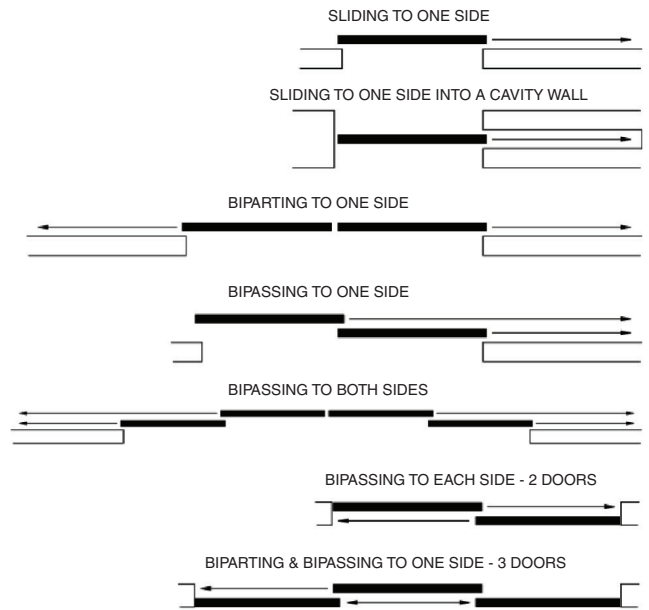 SLIDING TO ONE SIDE
SLIDING TO ONE SIDE INTO A CAVITY WALL
BIPARTING TO ONE SIDE
BIPASSING TO ONE SIDE
BIPASSING TO BOTH SIDES
BIPASSING TO EACH SIDE - 2 DOORS
BIPARTING & BIPASSING TO ONE SIDE - 3 DOORS